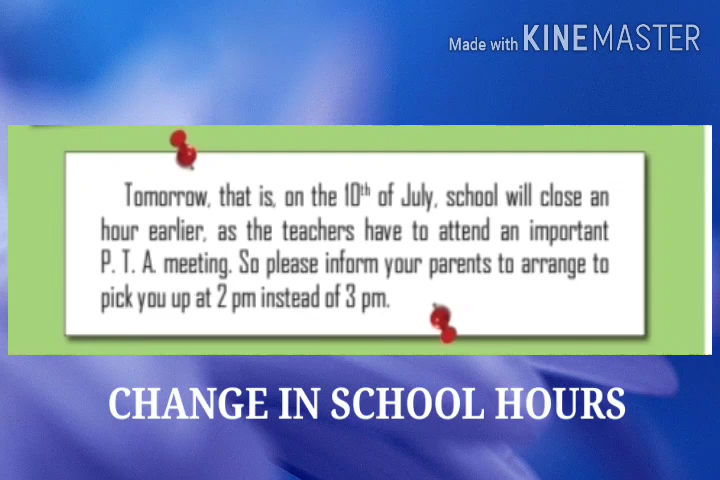 Made with KINEMASTER
Tomorrow, that is, on the 10th of July, school will close an
hour earlier, as the teachers have to attend an important
P. T. A. meeting. So please inform your parents to arrange to
pick you up at 2 pm instead of 3 pm.
CHANGE IN SCHOOL HOURS